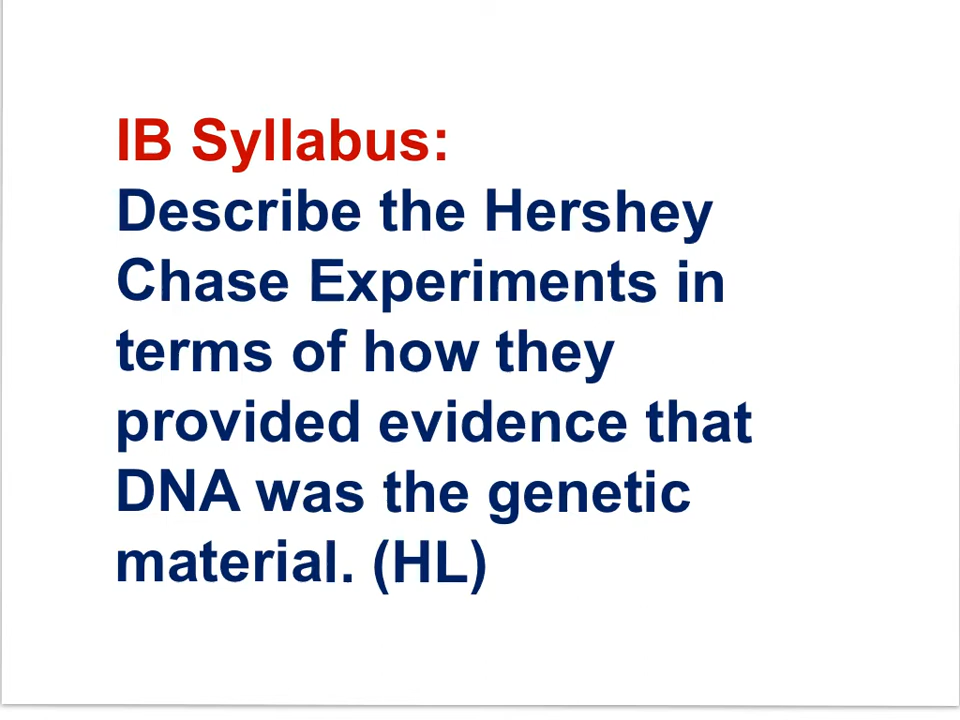 IB Syllabus:
Describe the Hershey
Chase Experiments in
terms of how they
provided evidence that
DNA was the genetic
material. (HL)